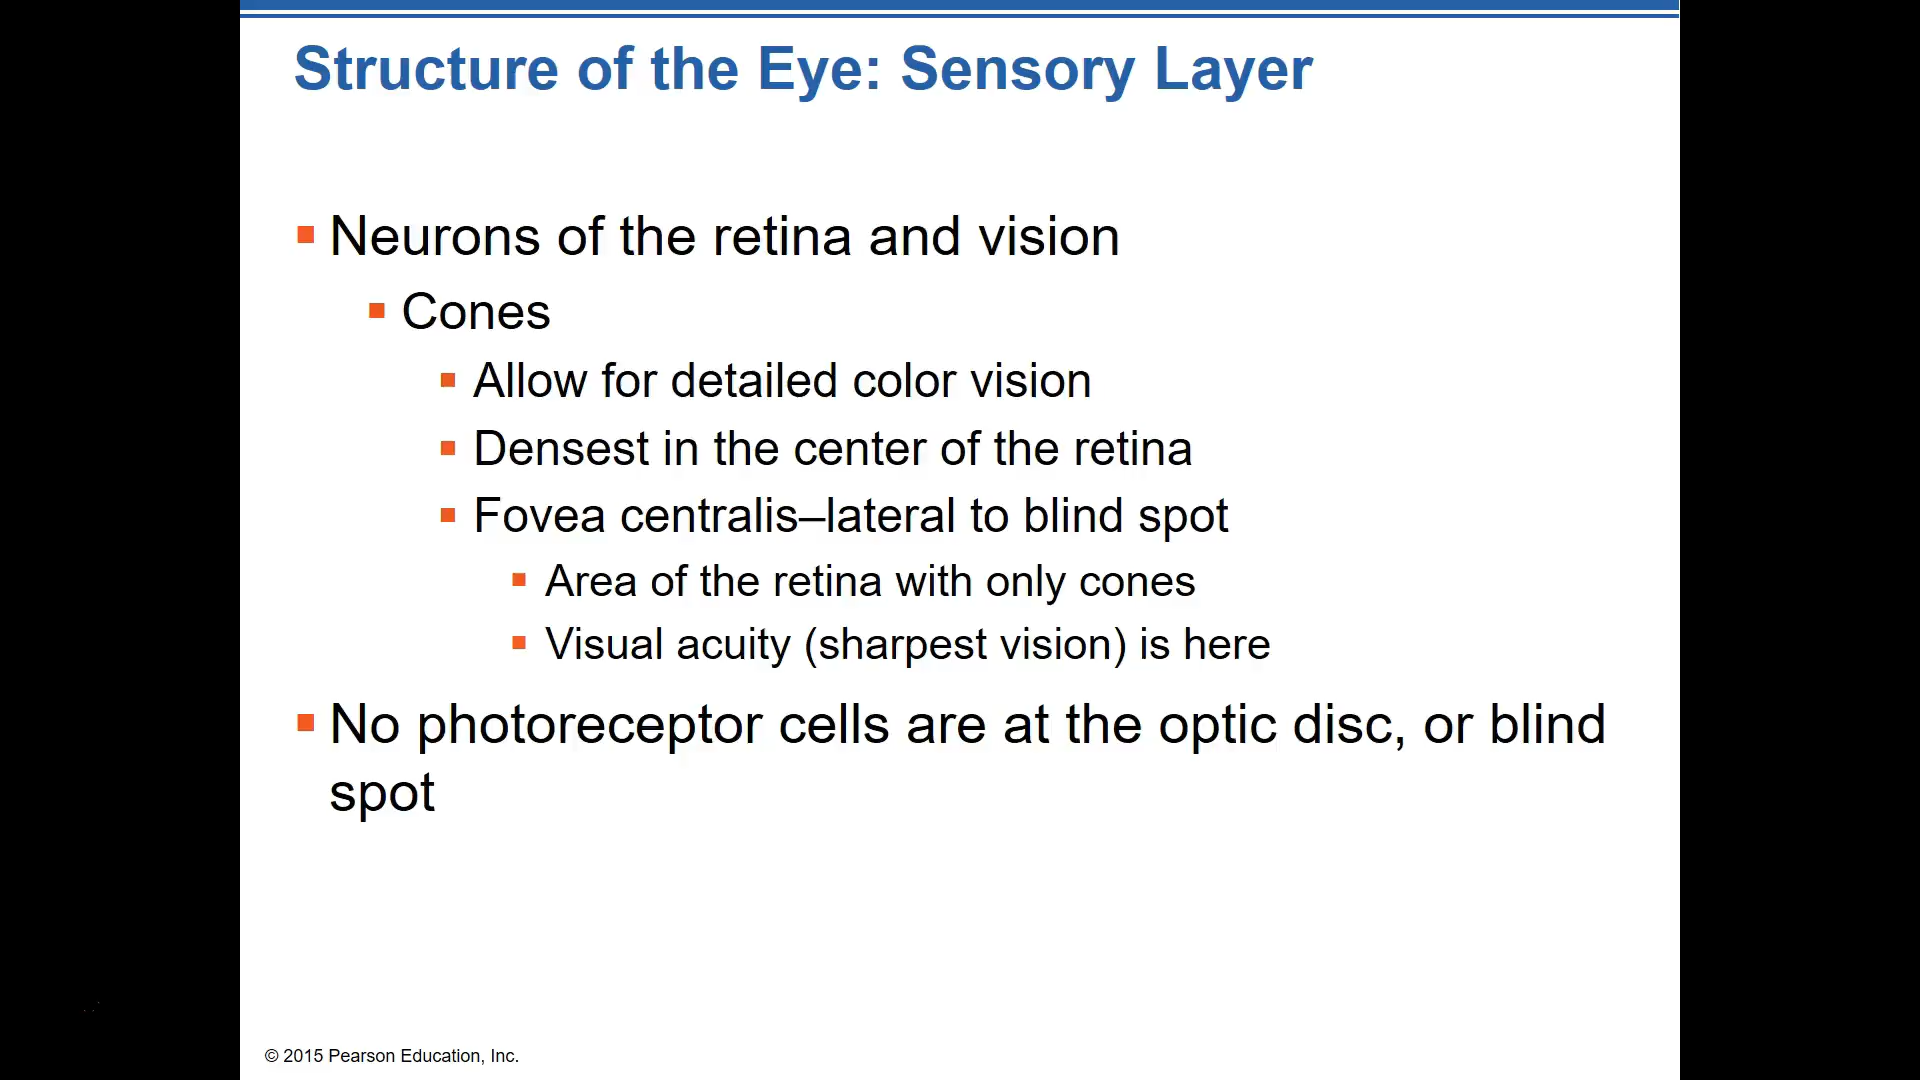 Structure of the Eye: Sensory Layer
Neurons of the retina and vision
Cones
Allow for detailed color vision
Densest in the center of the retina
Fovea centralis–lateral to blind spot
Area of the retina with only cones
Visual acuity (sharpest vision) is here
No photoreceptor cells are at the optic disc, or blind
spot
© 2015 Pearson Education, Inc.